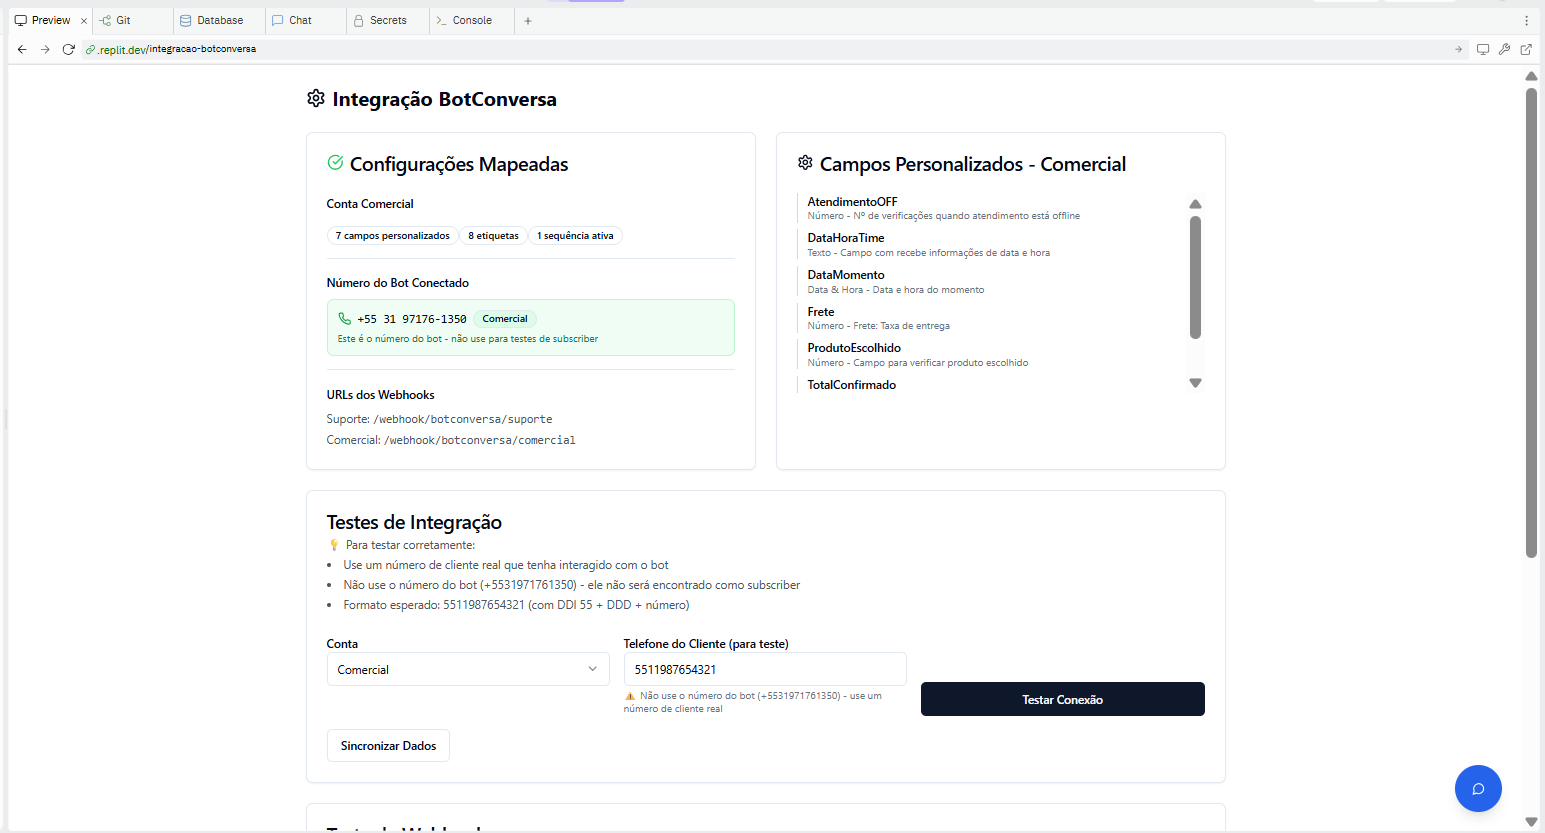 Preview
Git
Database
Chat
Secrets
Console
.replit.dev/integracao-botconversa
Integração BotConversa
Configurações Mapeadas
Conta Comercial
7 campos personalizados
8 etiquetas
1 sequência ativa
Número do Bot Conectado
+55 31 97176-1350
Comercial
Este é o número do bot - não use para testes de subscriber
URLs dos Webhooks
Suporte: /webhook/botconversa/suporte
Comercial: /webhook/botconversa/comercial
Campos Personalizados - Comercial
AtendimentoOFF
Número - Nº de verificações quando atendimento está offline
DataHoraTime
Texto - Campo com recebe informações de data e hora
DataMomento
Data & Hora - Data e hora do momento
Frete
Número - Frete: Taxa de entrega
ProdutoEscolhido
Número - Campo para verificar produto escolhido
TotalConfirmado
Testes de Integração
Para testar corretamente:
Use um número de cliente real que tenha interagido com o bot
Não use o número do bot (+5531971761350) - ele não será encontrado como subscriber
Formato esperado: 5511987654321 (com DDI 55 + DDD + número)
Conta
Comercial
Telefone do Cliente (para teste)
5511987654321
Não use o número do bot (+5531971761350) - use um
número de cliente real
Testar Conexão
Sincronizar Dados